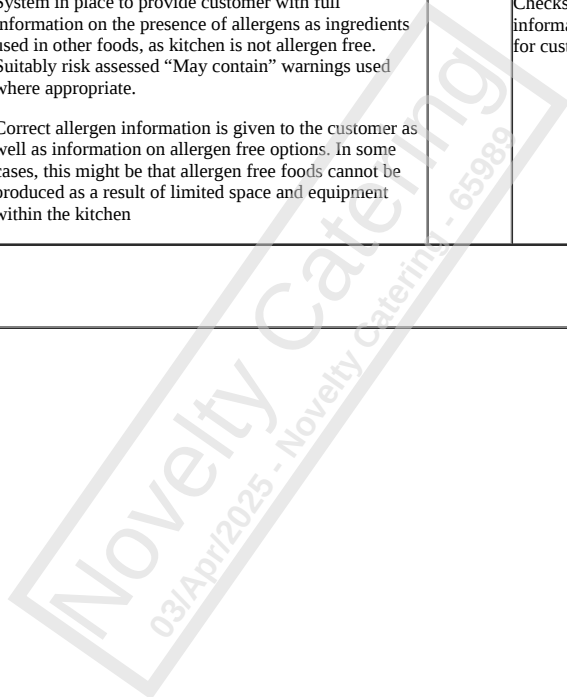 System in place to provide customer with full
information on the presence of allergens as ingredients
used in other foods, as kitchen is not allergen free.
Suitably risk assessed “May contain” warnings used
where appropriate.
Correct allergen information is given to the customer as
well as information on allergen free options. In some
cases, this might be that allergen free foods cannot be
produced as a result of limited space and equipment
within the kitchen
Checks
informa
for cust
Novelty Catering
03/Apr/2025 - Novelty Catering - 65989